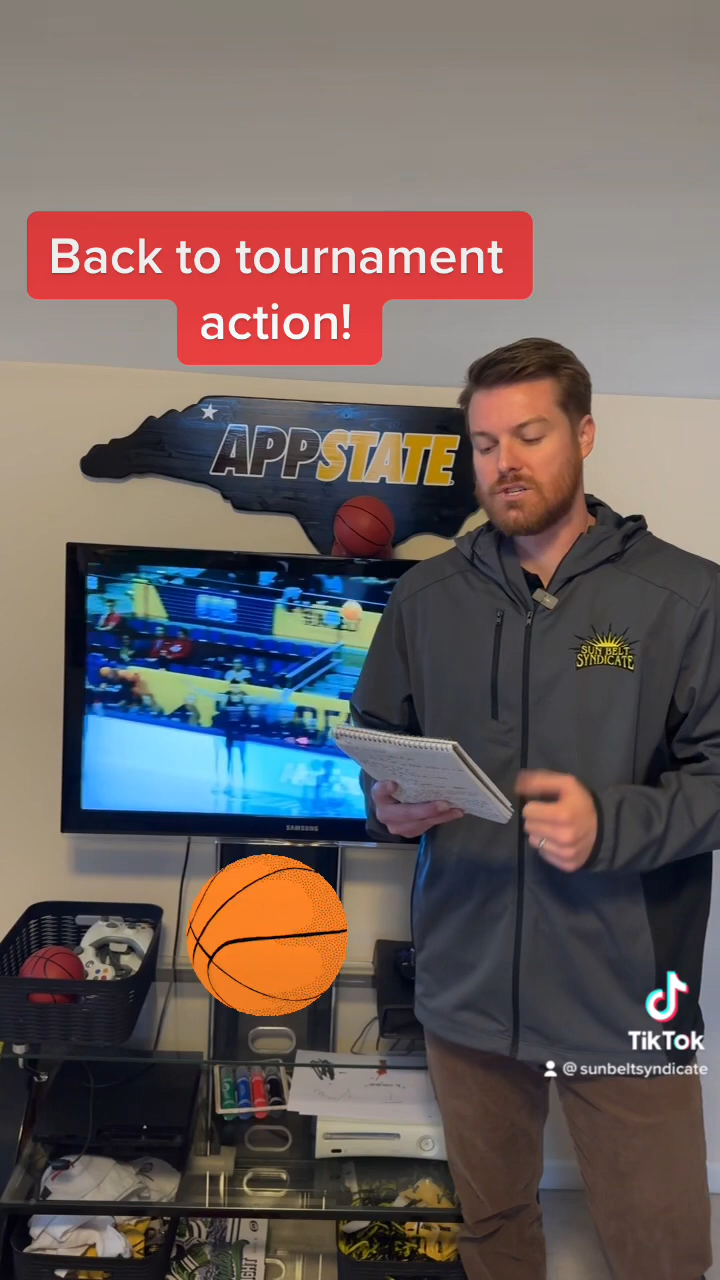 Back to tournament
action!
APPSTATE
SUN BELT
SYNDICATE
SAMSUNG
TikTok
@sunbeltsyndicate